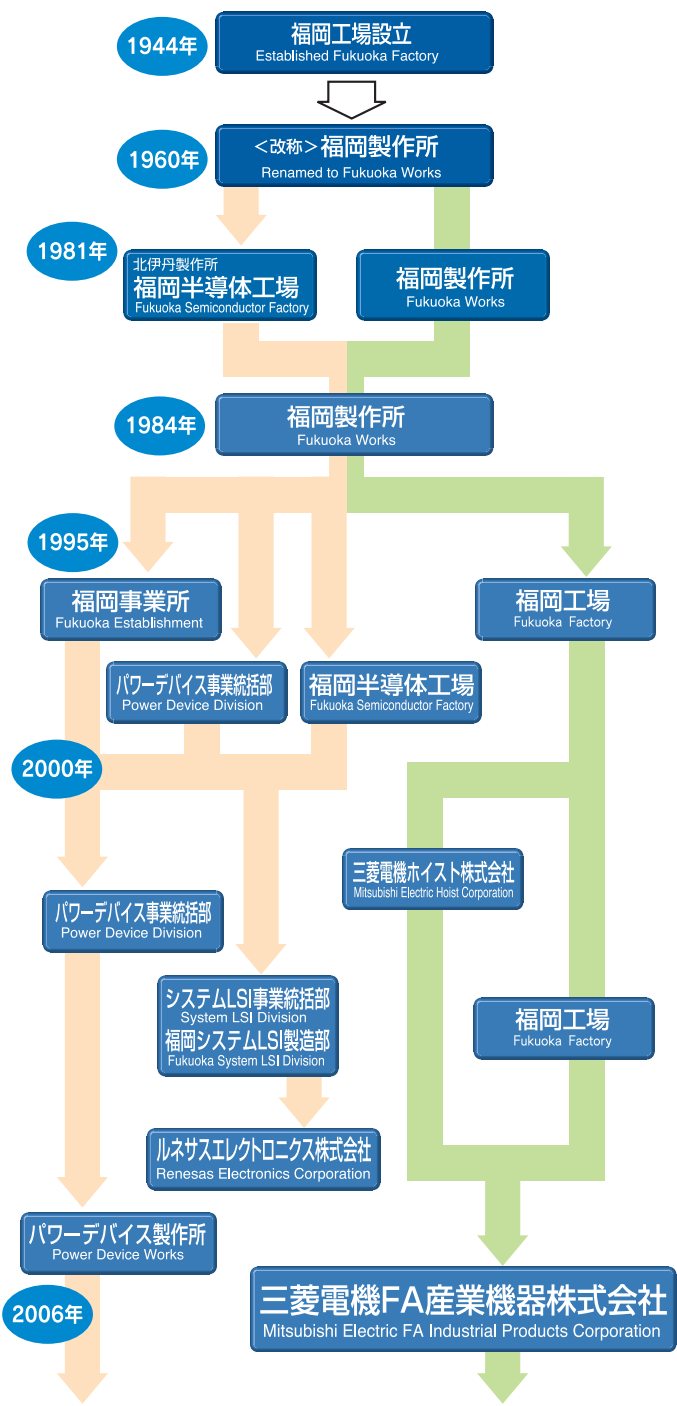 1944年
福岡工場設立
Established Fukuoka Factory
1960年
<改称>福岡製作所
Renamed to Fukuoka Works
1981年
北伊丹製作所
福岡半導体工場
Fukuoka Semiconductor Factory
福岡製作所
Fukuoka Works
1984年
福岡製作所
Fukuoka Works
1995年
福岡事業所
Fukuoka Establishment
福岡工場
Fukuoka Factory
パワーデバイス事業統括部
Power Device Division
福岡半導体工場
Fukuoka Semiconductor Factory
2000年
三菱電機ホイスト株式会社
Mitsubishi Electric Hoist Corporation
パワーデバイス事業統括部
Power Device Division
システムLSI事業統括部
System LSI Division
福岡システムLSI製造部
Fukuoka System LSI Division
福岡工場
Fukuoka Factory
ルネサスエレクトロニクス株式会社
Renesas Electronics Corporation
パワーデバイス製作所
Power Device Works
三菱電機FA産業機器株式会社
Mitsubishi Electric FA Industrial Products Corporation
2006年